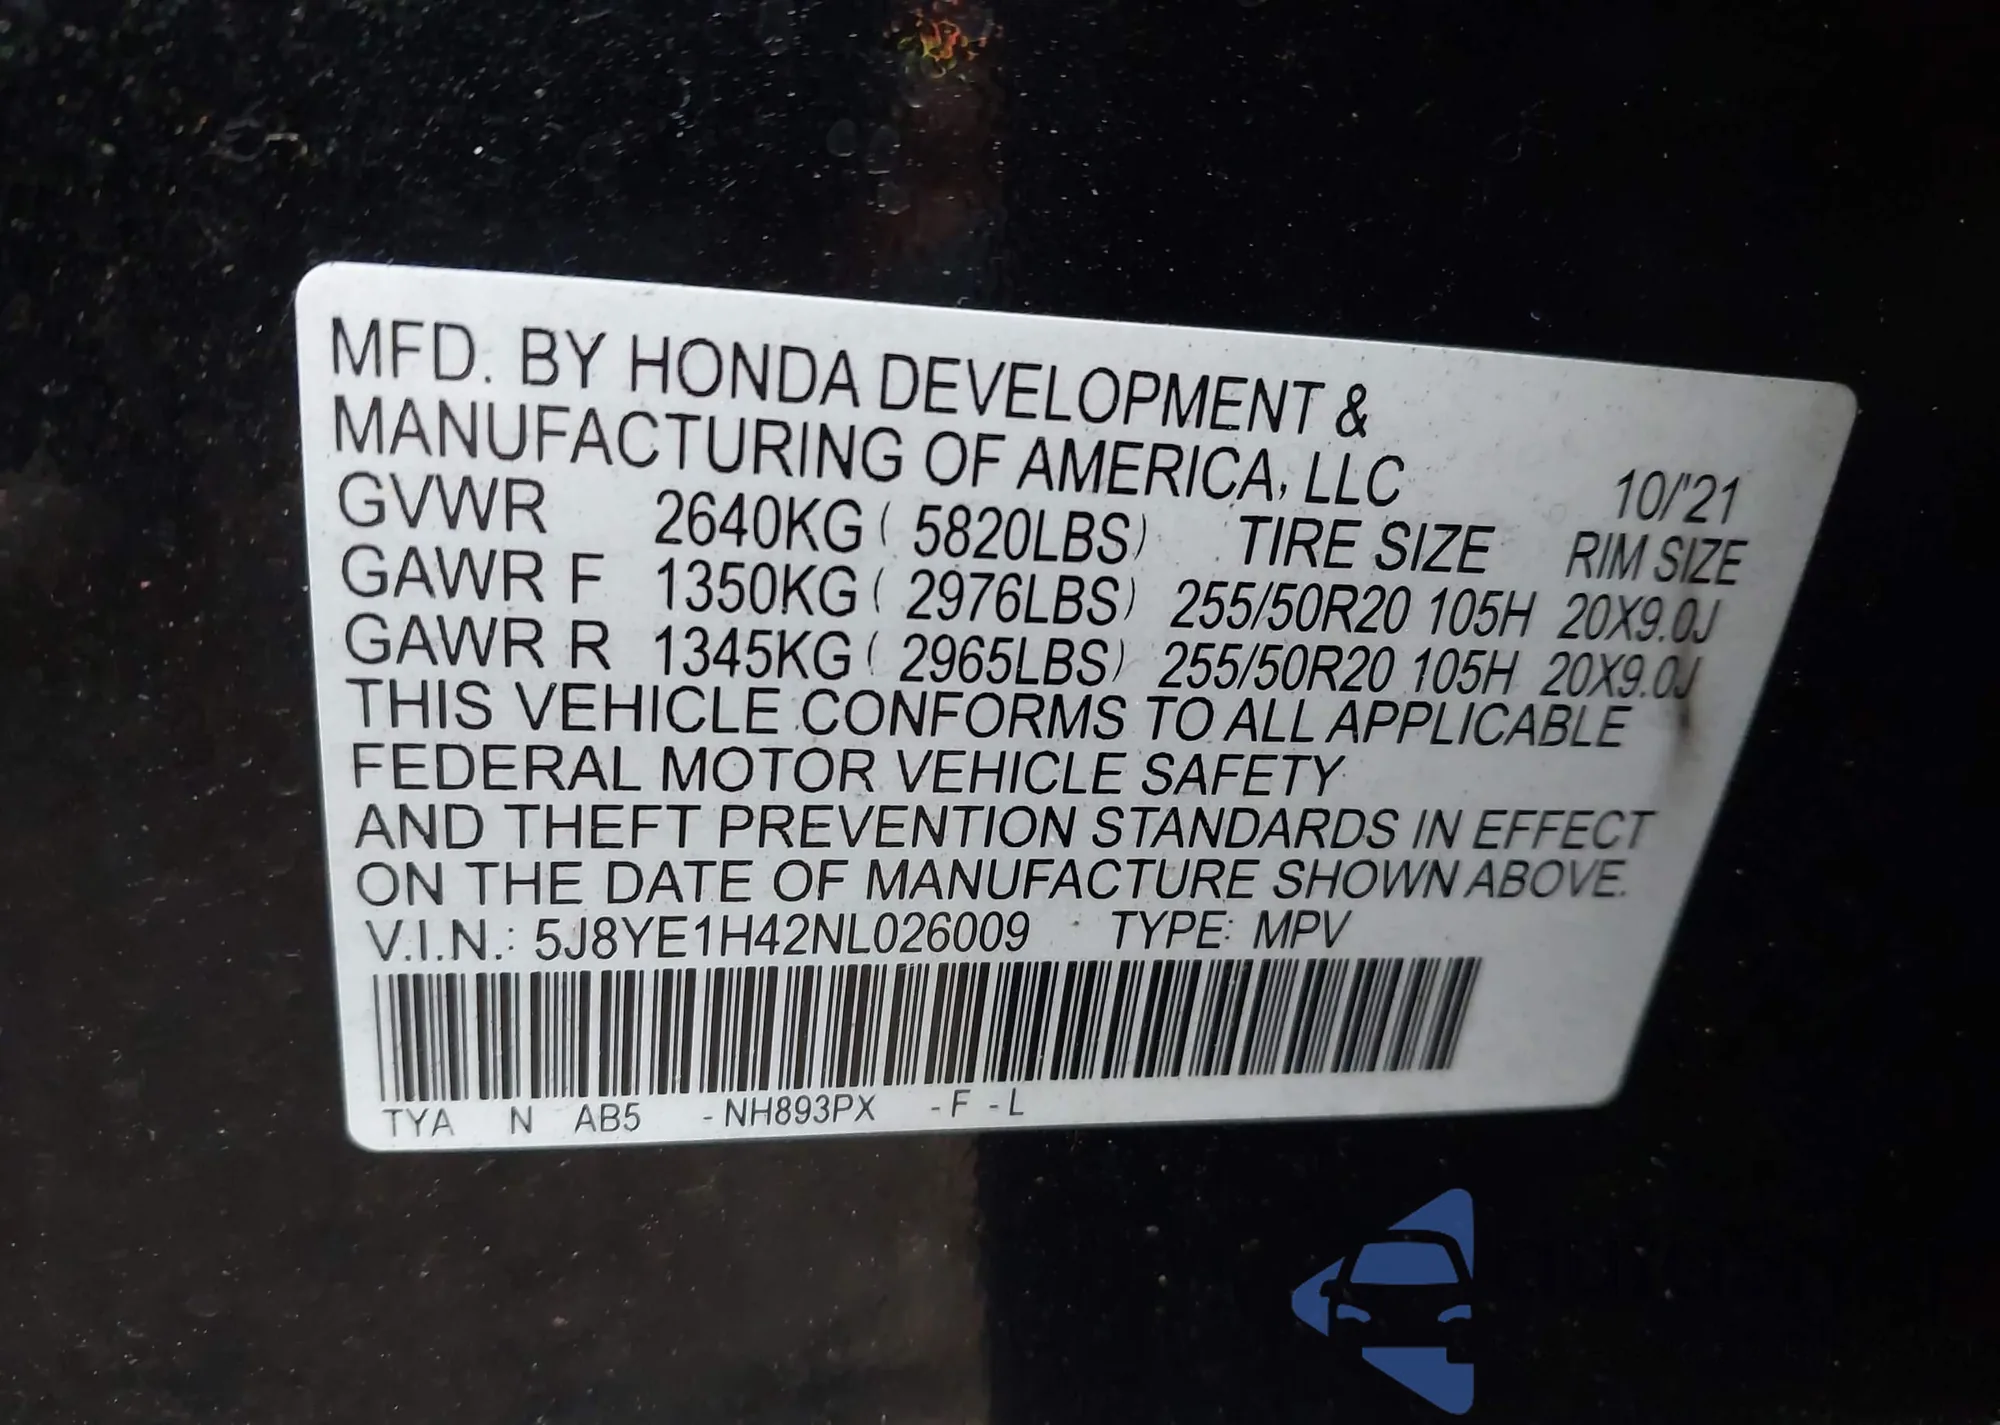 MFD. BY HONDA DEVELOPMENT &
MANUFACTURING OF AMERICA, LLC 10/'21
GVWR 2640KG ( 5820LBS) TIRE SIZE RIM SIZE
GAWR F 1350KG ( 2976LBS) 255/50R20 105H 20X9.0J
GAWR R 1345KG ( 2965LBS) 255/50R20 105H 20X9.0J
THIS VEHICLE CONFORMS TO ALL APPLICABLE
FEDERAL MOTOR VEHICLE SAFETY
AND THEFT PREVENTION STANDARDS IN EFFECT
ON THE DATE OF MANUFACTURE SHOWN ABOVE.
V.I.N.: 5J8YE1H42NL026009 TYPE: MPV
TYA N AB5 - NH893PX - F - L